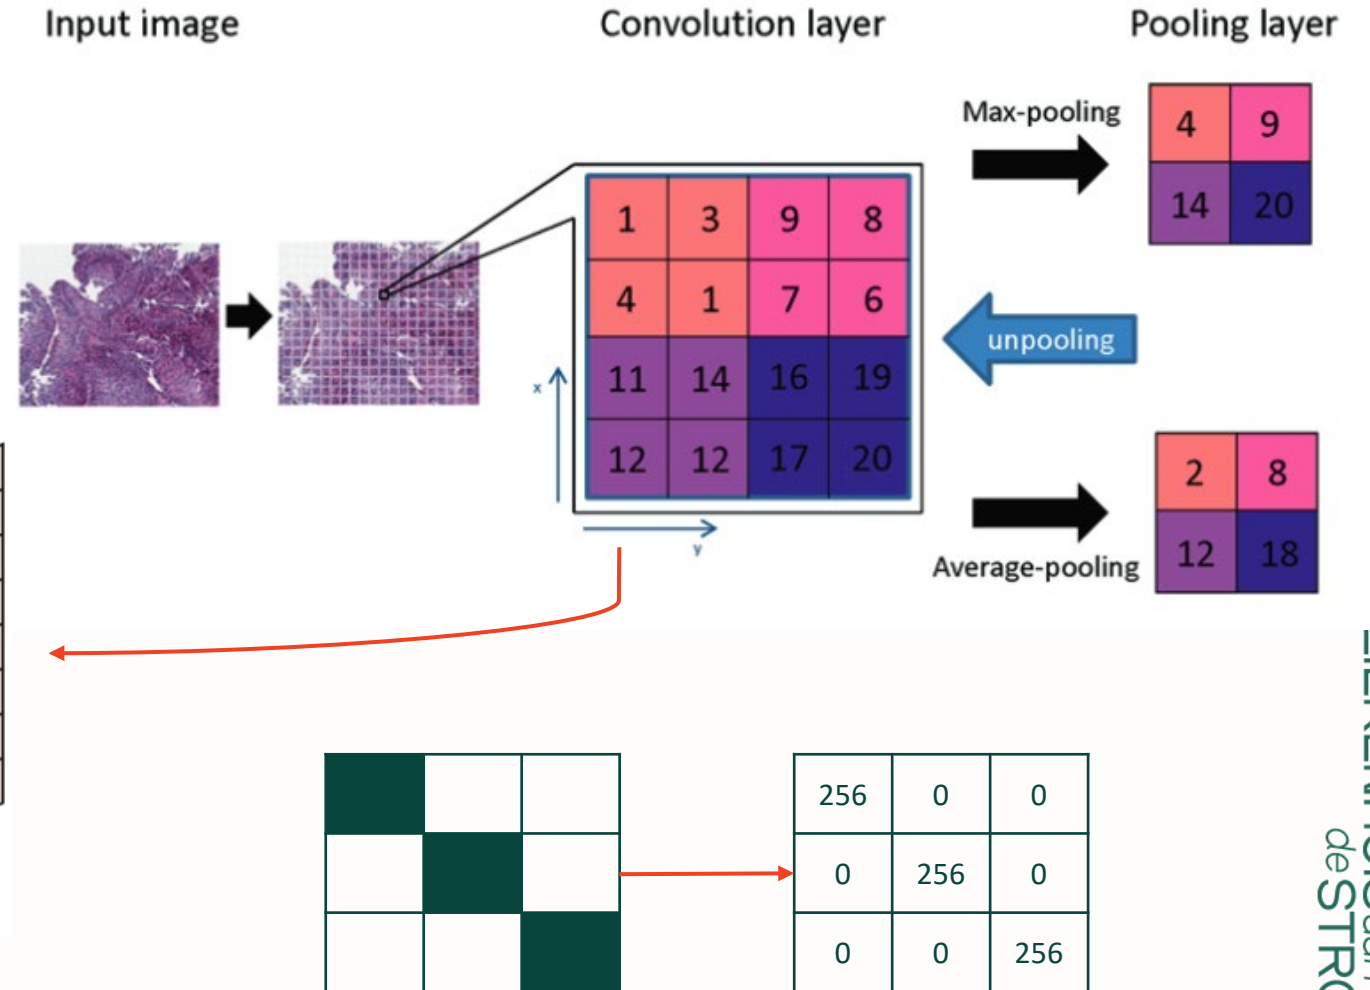 Input image
Convolution layer
Pooling layer
Max-pooling
4 9
14 20
1 3 9 8
4 1 7 6
11 14 16 19
12 12 17 20
x
y
unpooling
2 8
12 18
Average-pooling
256 0 0
0 256 0
0 0 256